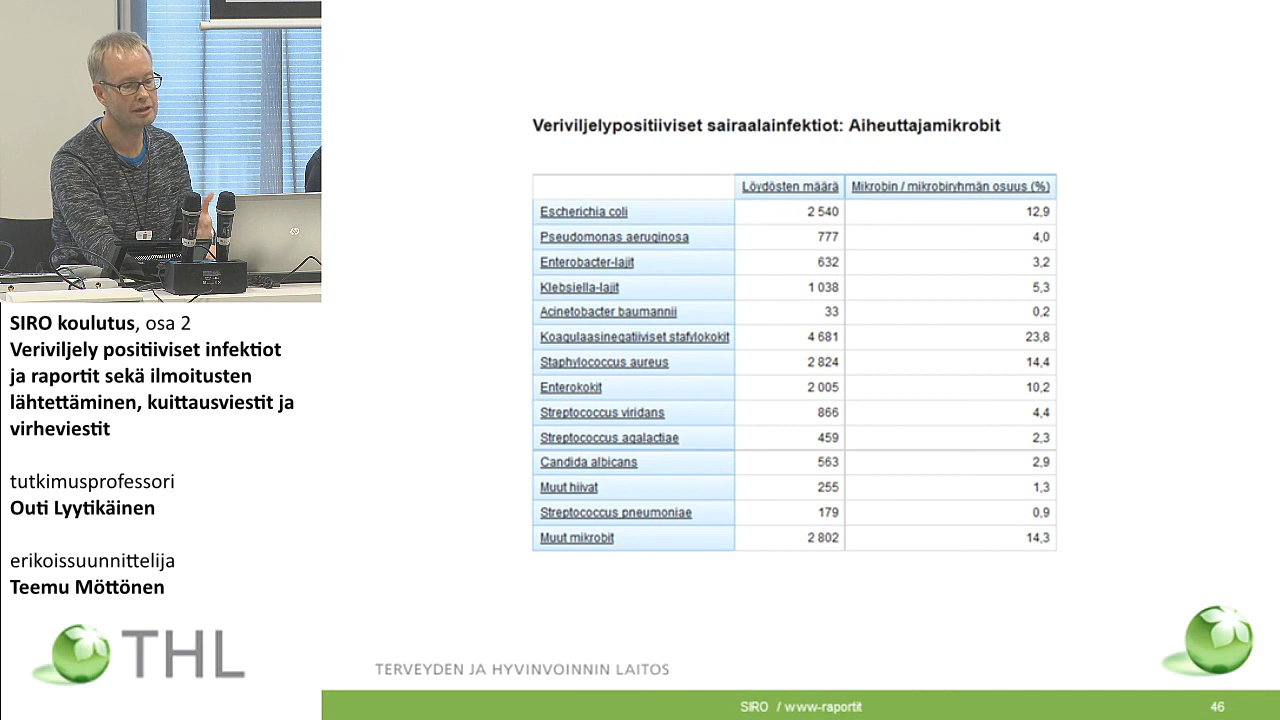 SIRO koulutus, osa 2
Veriviljely positiiviset infektiot
ja raportit sekä ilmoitusten
lähtettäminen, kuittausviestit ja
virheviestit
tutkimusprofessori
Outi Lyytikäinen
erikoissuunnittelija
Teemu Möttönen
THL
Veriviljelypositiiviset sairaalainfektiot: Aiheuttajamikrobit
Löydösten määrä Mikrobin / mikrobiryhmän osuus (%)
Escherichia coli 2 540 12,9
Pseudomonas aeruginosa 777 4,0
Enterobacter-lajit 632 3,2
Klebsiella-lajit 1 038 5,3
Acinetobacter baumannii 33 0,2
Koagulaasinegatiiviset stafylokokit 4 681 23,8
Staphylococcus aureus 2 824 14,4
Enterokokit 2 005 10,2
Streptococcus viridans 866 4,4
Streptococcus agalactiae 459 2,3
Candida albicans 563 2,9
Muut hiivat 255 1,3
Streptococcus pneumoniae 179 0,9
Muut mikrobit 2 802 14,3
TERVEYDEN JA HYVINVOINNIN LAITOS
SIRO / www-raportit 46